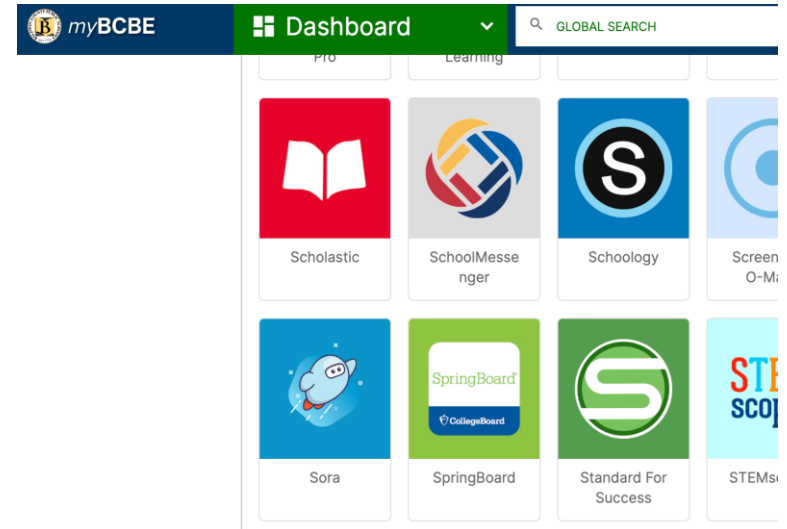 myBCBE
Dashboard
GLOBAL SEARCH
Pro
Learning
Scholastic
SchoolMesse
nger
S
Schoology
Screen
O-Ma
Sora
SpringBoard
CollegeBoard
SpringBoard
S
Standard For
Success
STE
scop
STEMs